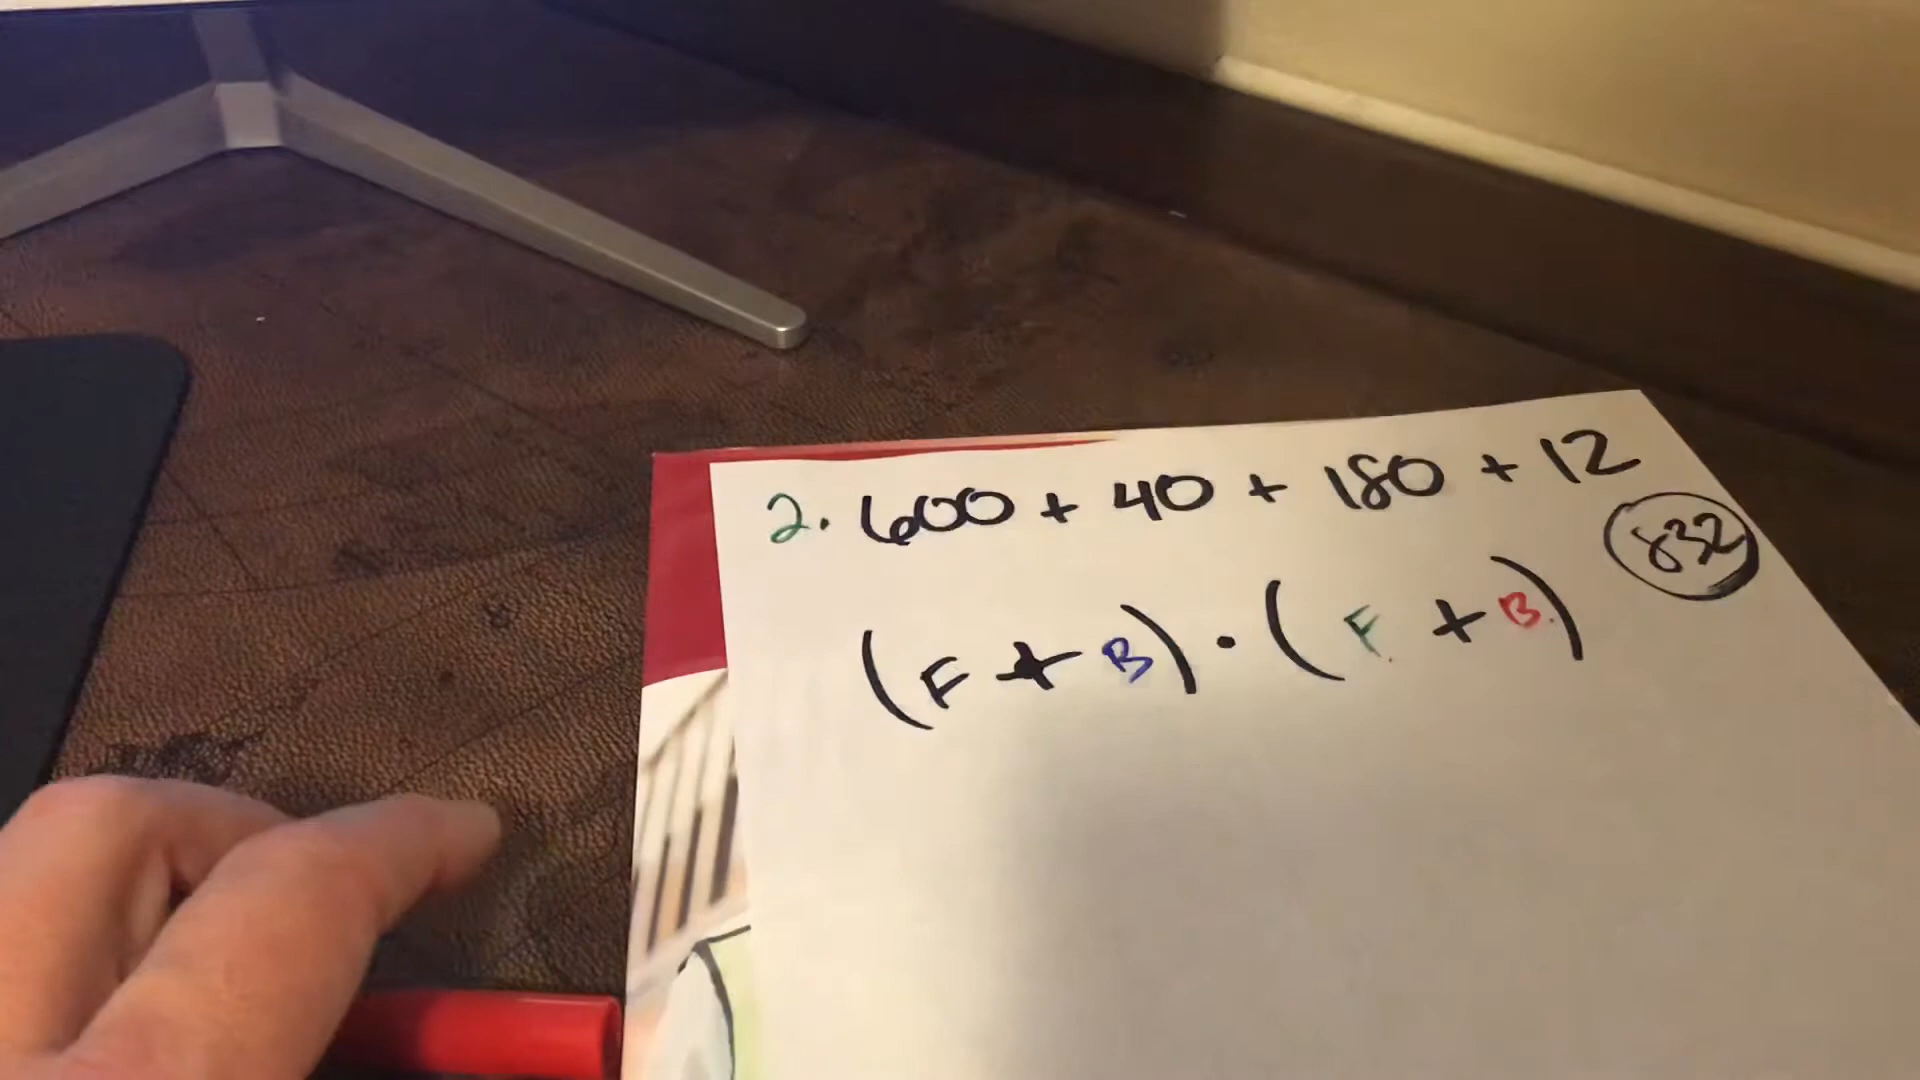 2. 600 + 40 + 180 + 12
832
(F + B) · (F + B)